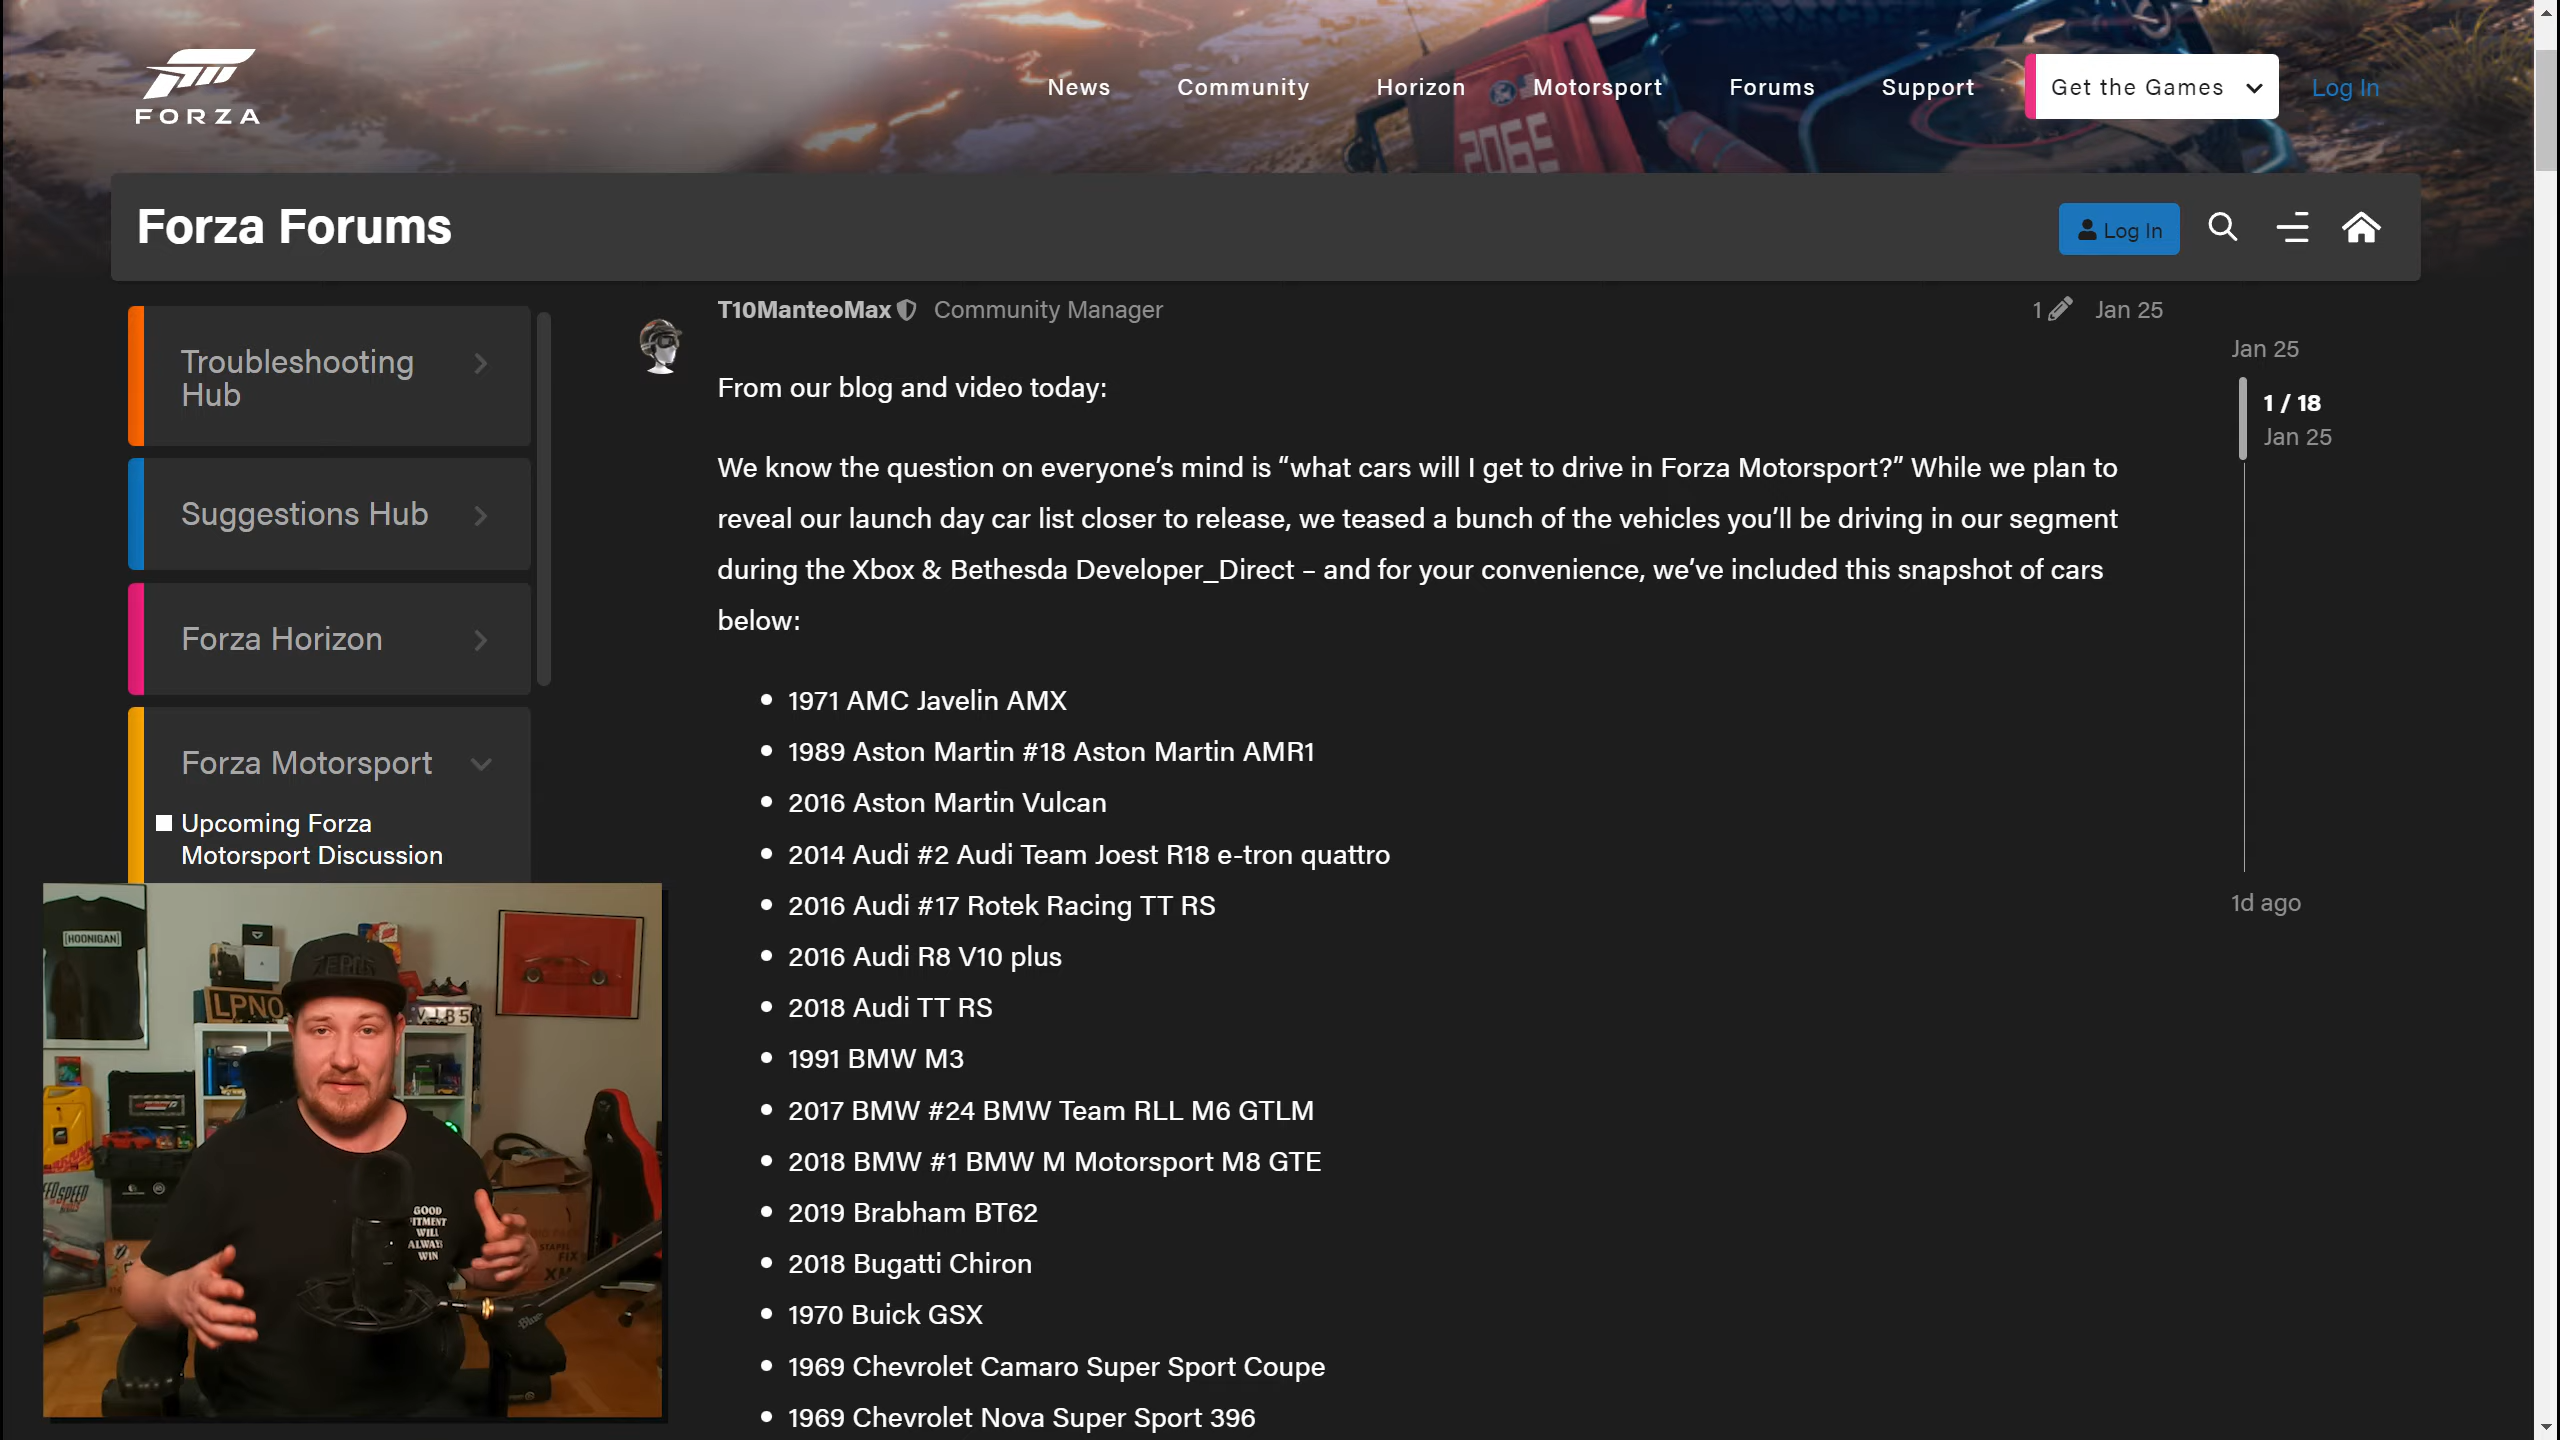 FORZA
News
Community
Horizon
Motorsport
Forums
Support
Get the Games
Log In
Forza Forums
Log In
Troubleshooting
Hub
Suggestions Hub
Forza Horizon
Forza Motorsport
Upcoming Forza
Motorsport Discussion
T10ManteoMax Community Manager
1 Jan 25
From our blog and video today:
We know the question on everyone’s mind is “what cars will I get to drive in Forza Motorsport?” While we plan to
reveal our launch day car list closer to release, we teased a bunch of the vehicles you’ll be driving in our segment
during the Xbox & Bethesda Developer_Direct – and for your convenience, we’ve included this snapshot of cars
below:
1971 AMC Javelin AMX
1989 Aston Martin #18 Aston Martin AMR1
2016 Aston Martin Vulcan
2014 Audi #2 Audi Team Joest R18 e-tron quattro
2016 Audi #17 Rotek Racing TT RS
2016 Audi R8 V10 plus
2018 Audi TT RS
1991 BMW M3
2017 BMW #24 BMW Team RLL M6 GTLM
2018 BMW #1 BMW M Motorsport M8 GTE
2019 Brabham BT62
2018 Bugatti Chiron
1970 Buick GSX
1969 Chevrolet Camaro Super Sport Coupe
1969 Chevrolet Nova Super Sport 396
Jan 25
1 / 18
Jan 25
1d ago
[HOONIGAN]
LPNO
GOOD
WILL
ALWAYS
WIN